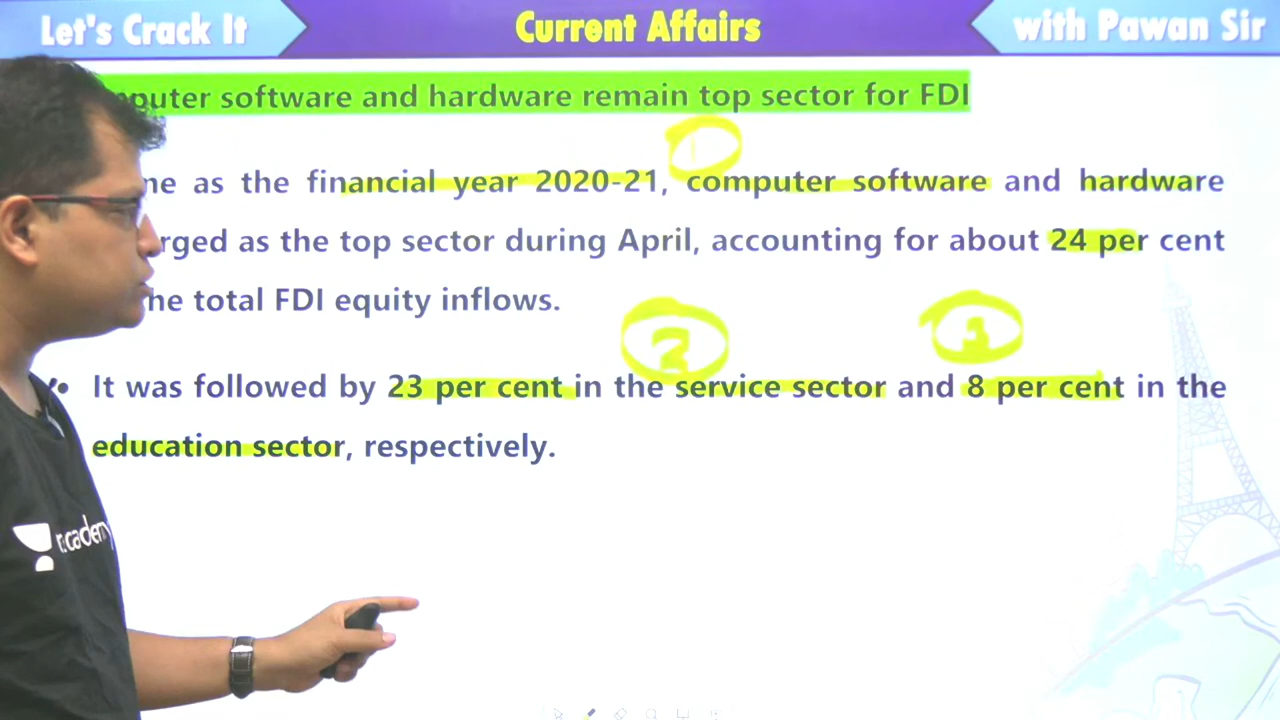 Let's Crack It
Current Affairs
with Pawan Sir
puter software and hardware remain top sector for FDI
ne as the financial year 2020-21, computer software and hardware
rged as the top sector during April, accounting for about 24 per cent
he total FDI equity inflows.
1
2
3
• It was followed by 23 per cent in the service sector and 8 per cent in the
education sector, respectively.